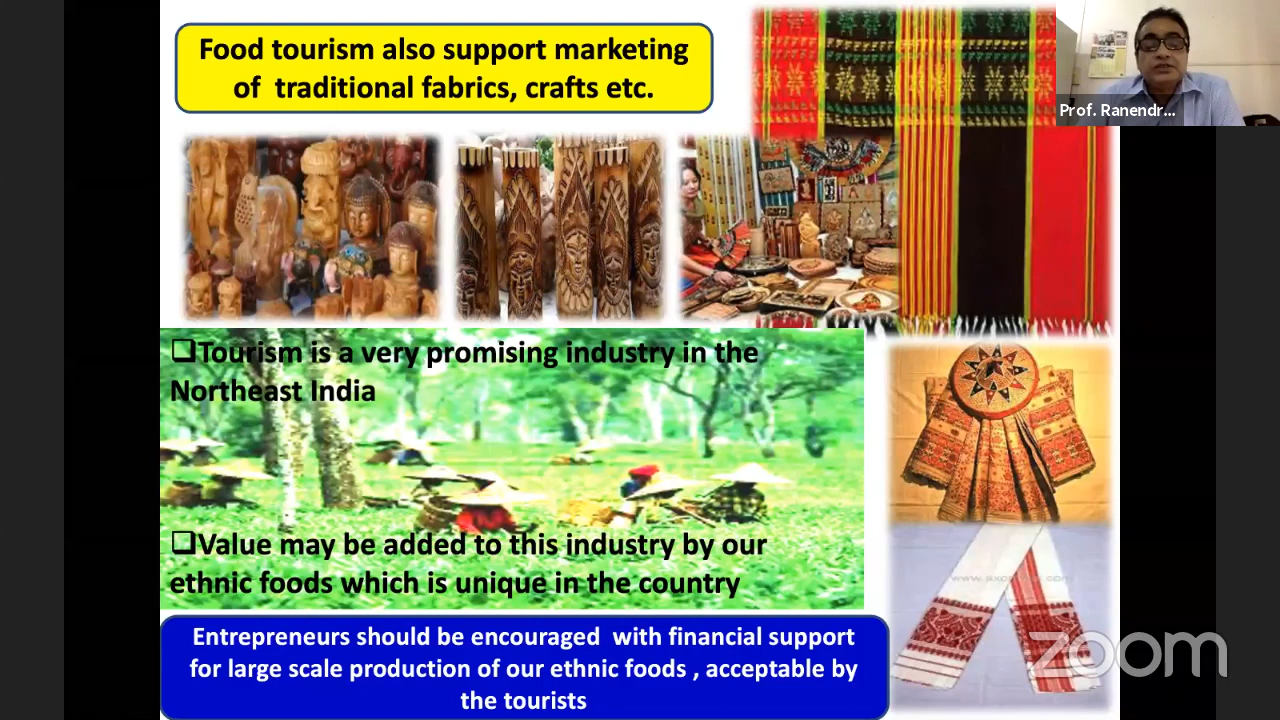 Food tourism also support marketing
of traditional fabrics, crafts etc.
Prof. Ranendr...
❑Tourism is a very promising industry in the
Northeast India
❑Value may be added to this industry by our
ethnic foods which is unique in the country
Entrepreneurs should be encouraged with financial support
for large scale production of our ethnic foods , acceptable by
the tourists
zoom